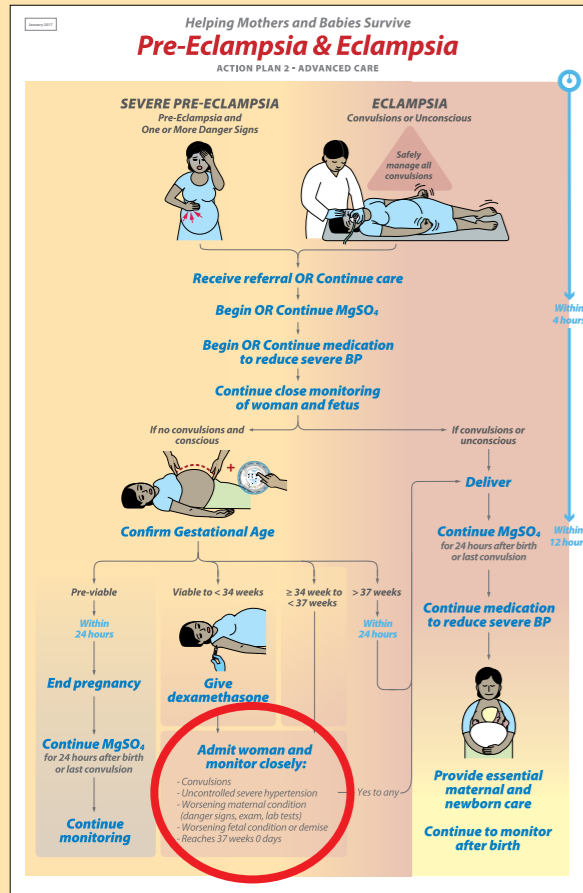 January 2017
Helping Mothers and Babies Survive
Pre-Eclampsia & Eclampsia
ACTION PLAN 2 - ADVANCED CARE
SEVERE PRE-ECLAMPSIA
Pre-Eclampsia and
One or More Danger Signs
ECLAMPSIA
Convulsions or Unconscious
Safely
manage all
convulsions
Receive referral OR Continue care
Begin OR Continue MgSO₄
Within
4 hours
Begin OR Continue medication
to reduce severe BP
Continue close monitoring
of woman and fetus
If no convulsions and
conscious
If convulsions or
unconscious
+
Confirm Gestational Age
Deliver
Continue MgSO₄
for 24 hours after birth
or last convulsion
Within
12 hour
Pre-viable
Within
24 hours
End pregnancy
Continue MgSO₄
for 24 hours after birth
or last convulsion
Continue
monitoring
Viable to < 34 weeks
Give
dexamethasone
≥ 34 week to
< 37 weeks
> 37 weeks
Within
24 hours
Admit woman and
monitor closely:
- Convulsions
- Uncontrolled severe hypertension
- Worsening maternal condition
(danger signs, exam, lab tests)
- Worsening fetal condition or demise
- Reaches 37 weeks 0 days
Yes to any
Continue medication
to reduce severe BP
Provide essential
maternal and
newborn care
Continue to monitor
after birth